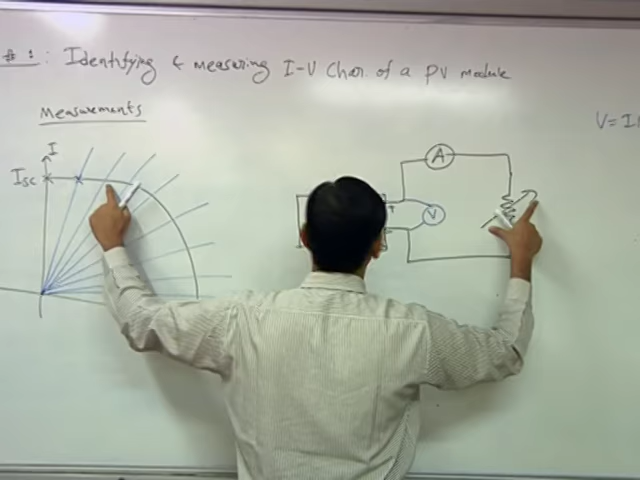 # 1: Identifying & measuring I-V Char. of a PV module
Measurements
V=I
I
Isc
A
V
+
-